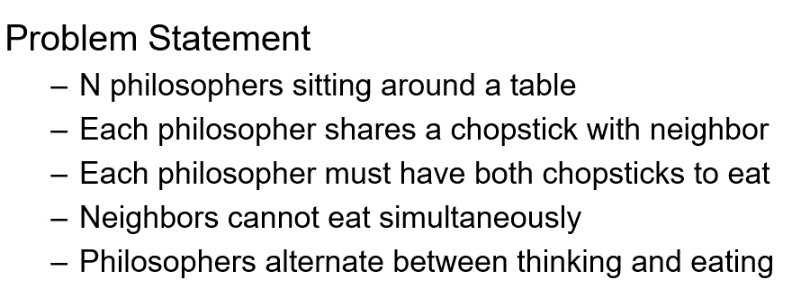 Problem Statement
– N philosophers sitting around a table
– Each philosopher shares a chopstick with neighbor
– Each philosopher must have both chopsticks to eat
– Neighbors cannot eat simultaneously
– Philosophers alternate between thinking and eating